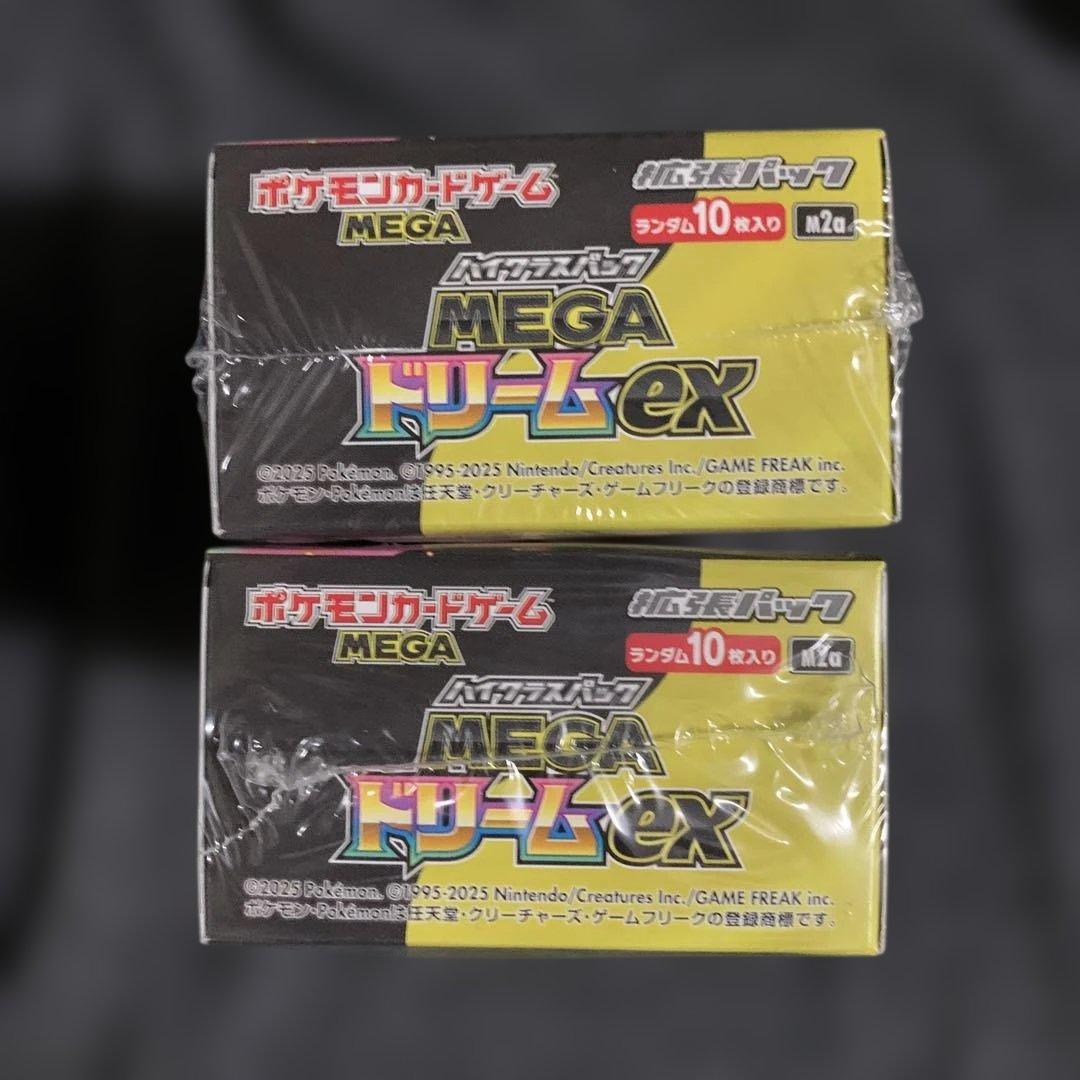 ポケモンカードゲーム
MEGA
拡張パック
ランダム10枚入り M2a
ハイクラスパック
MEGA
ドリームex
©2025 Pokémon. ©1995-2025 Nintendo/Creatures Inc./GAME FREAK inc.
ポケモン・Pokémonは任天堂・クリーチャーズ・ゲームフリークの登録商標です。
ポケモンカードゲーム
MEGA
拡張パック
ランダム10枚入り M2a
ハイクラスパック
MEGA
ドリームex
©2025 Pokémon. ©1995-2025 Nintendo/Creatures Inc./GAME FREAK inc.
ポケモン・Pokémonは任天堂・クリーチャーズ・ゲームフリークの登録商標です。